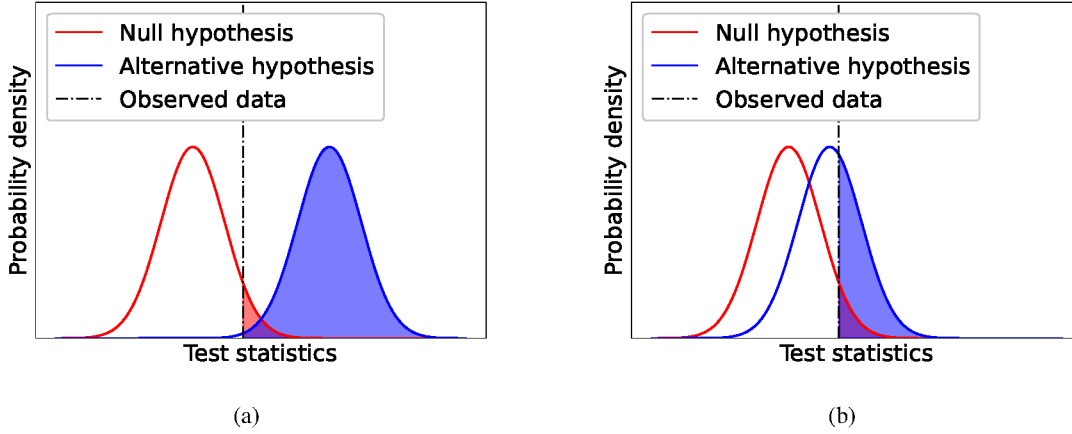 Null hypothesis
Alternative hypothesis
Observed data
Probability density
Test statistics
(a)
Null hypothesis
Alternative hypothesis
Observed data
Probability density
Test statistics
(b)